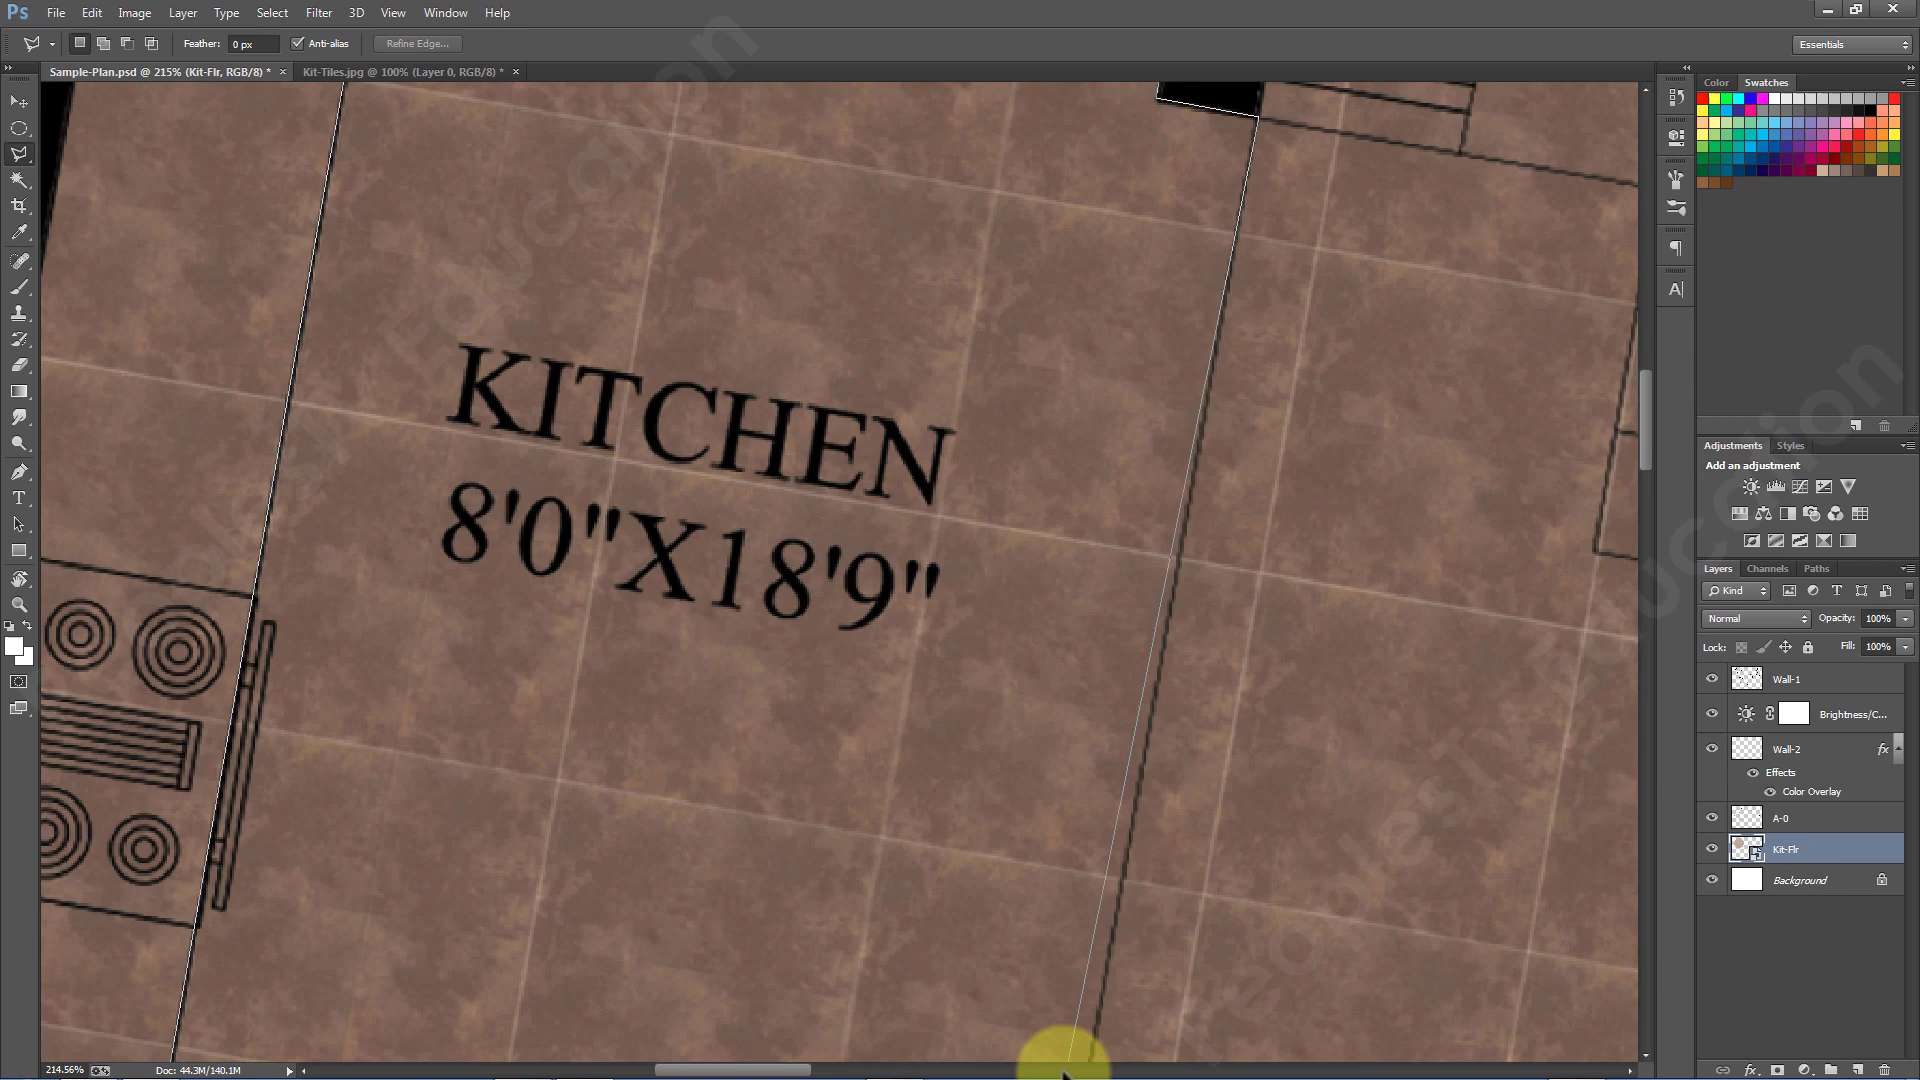 Ps File Edit Image Layer Type Select Filter 3D View Window Help
Feather: 0 px Anti-alias Refine Edge... Essentials
Sample-Plan.psd @ 215% (Kit-Flr, RGB/8) * × Kit-Tiles.jpg @ 100% (Layer 0, RGB/8) * ×
Color Swatches
KITCHEN
8'0"X18'9"
Adjustments Styles
Add an adjustment
Layers Channels Paths
Kind
Normal Opacity: 100%
Lock: Fill: 100%
Wall-1
Brightness/C...
Wall-2 fx
Effects
Color Overlay
A-0
Kit-Flr
Background
214.56% Doc: 44.3M/140.1M